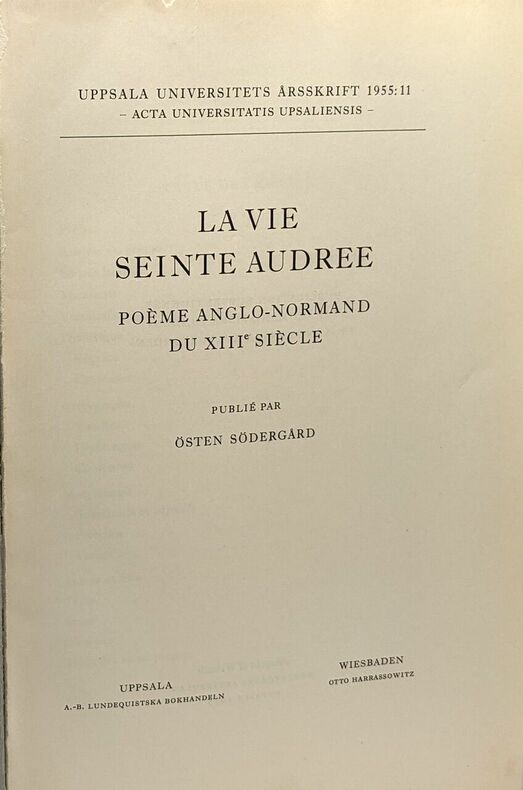 UPPSALA UNIVERSITETS ÅRSSKRIFT 1955:11
– ACTA UNIVERSITATIS UPSALIENSIS –
LA VIE
SEINTE AUDREE
POÈME ANGLO-NORMAND
DU XIIIe SIÈCLE
PUBLIÉ PAR
ÖSTEN SÖDERGÅRD
UPPSALA
A.-B. LUNDEQUISTSKA BOKHANDELN
WIESBADEN
OTTO HARRASSOWITZ